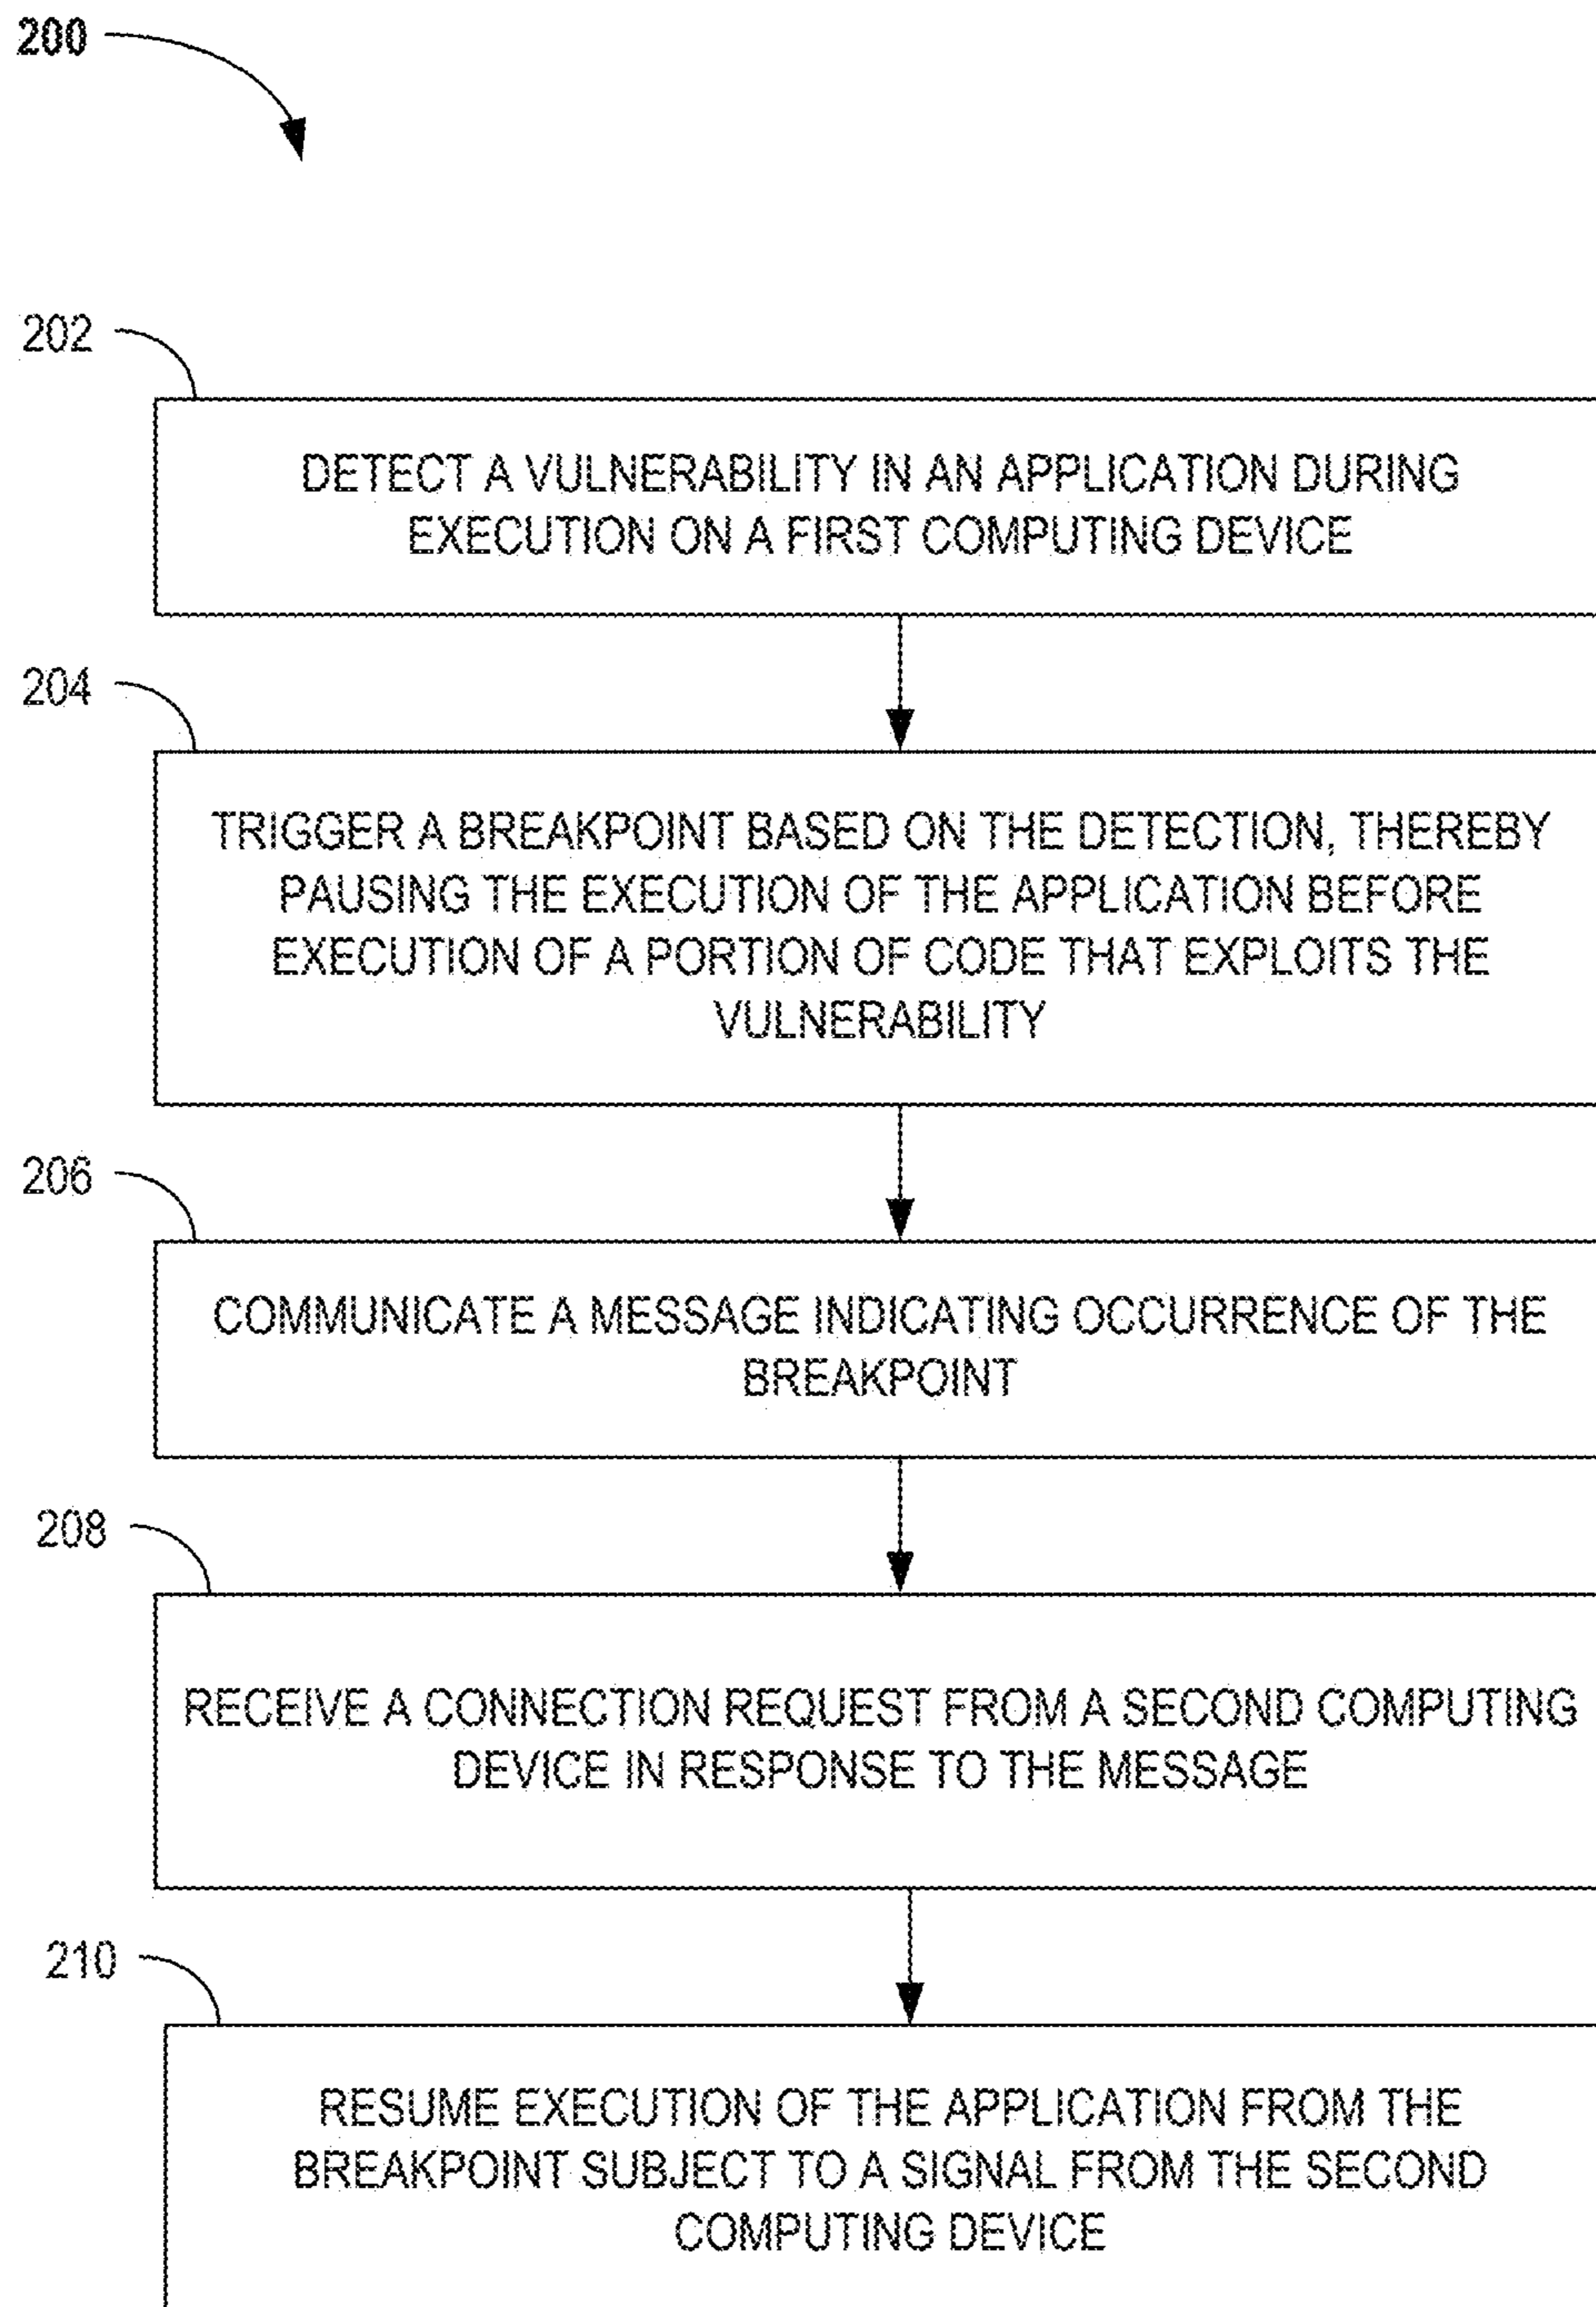 200
202
DETECT A VULNERABILITY IN AN APPLICATION DURING
EXECUTION ON A FIRST COMPUTING DEVICE
204
TRIGGER A BREAKPOINT BASED ON THE DETECTION, THEREBY
PAUSING THE EXECUTION OF THE APPLICATION BEFORE
EXECUTION OF A PORTION OF CODE THAT EXPLOITS THE
VULNERABILITY
206
COMMUNICATE A MESSAGE INDICATING OCCURRENCE OF THE
BREAKPOINT
208
RECEIVE A CONNECTION REQUEST FROM A SECOND COMPUTING
DEVICE IN RESPONSE TO THE MESSAGE
210
RESUME EXECUTION OF THE APPLICATION FROM THE
BREAKPOINT SUBJECT TO A SIGNAL FROM THE SECOND
COMPUTING DEVICE